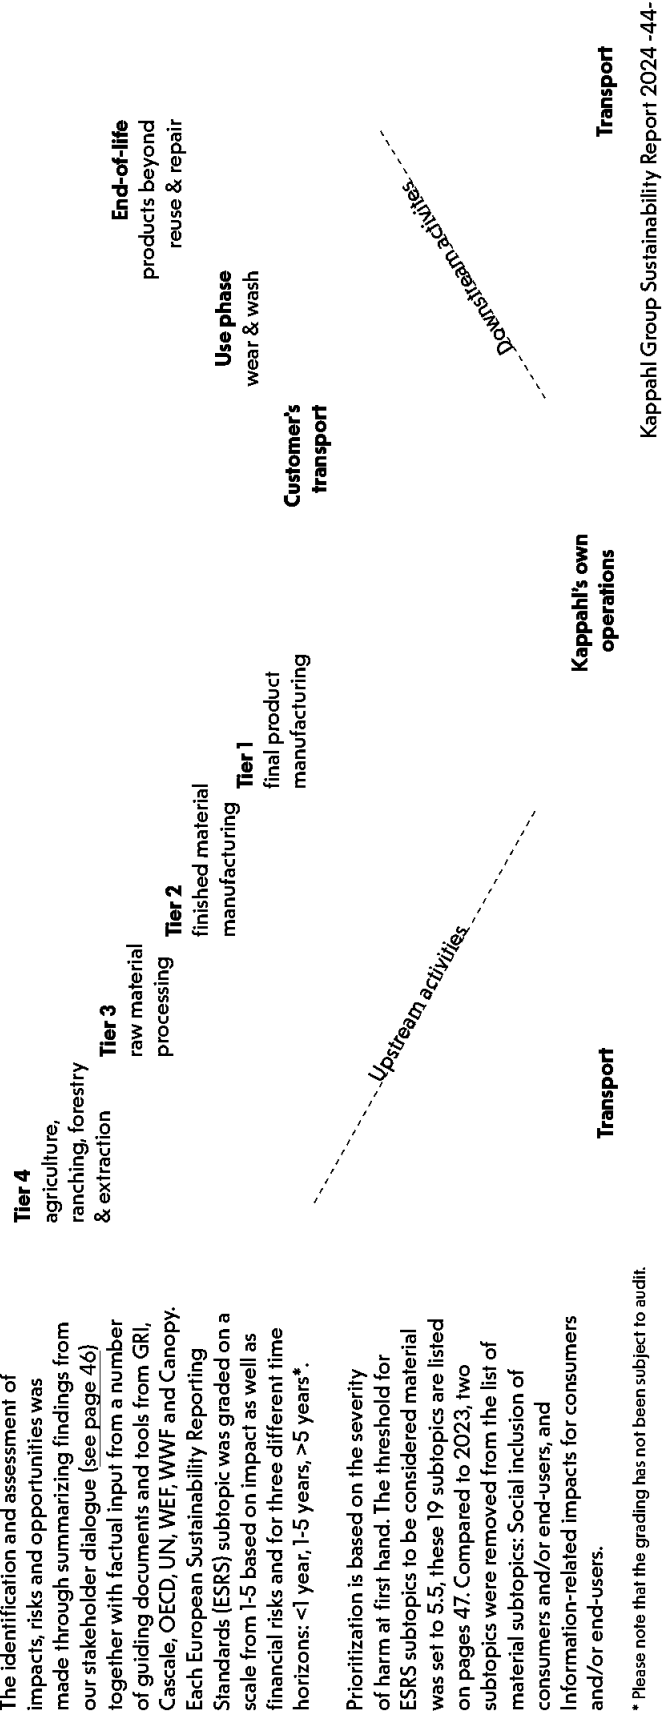 The identification and assessment of
impacts, risks and opportunities was
made through summarizing findings from
our stakeholder dialogue (see page 46)
together with factual input from a number
of guiding documents and tools from GRI,
Cascale, OECD, UN, WEF, WWF and Canopy.
Each European Sustainability Reporting
Standards (ESRS) subtopic was graded on a
scale from 1-5 based on impact as well as
financial risks and for three different time
horizons: <1 year, 1-5 years, >5 years*.
Prioritization is based on the severity
of harm at first hand. The threshold for
ESRS subtopics to be considered material
was set to 5.5, these 19 subtopics are listed
on pages 47. Compared to 2023, two
subtopics were removed from the list of
material subtopics: Social inclusion of
consumers and/or end-users, and
Information-related impacts for consumers
and/or end-users.
* Please note that the grading has not been subject to audit.
Tier 4
agriculture,
ranching, forestry
& extraction
Tier 3
raw material
processing
Tier 2
finished material
manufacturing
Tier 1
final product
manufacturing
Upstream activities
Transport
Kappahl's own
operations
Customer's
transport
Use phase
wear & wash
End-of-life
products beyond
reuse & repair
Downstream activites
Transport
Kappahl Group Sustainability Report 2024 -44-